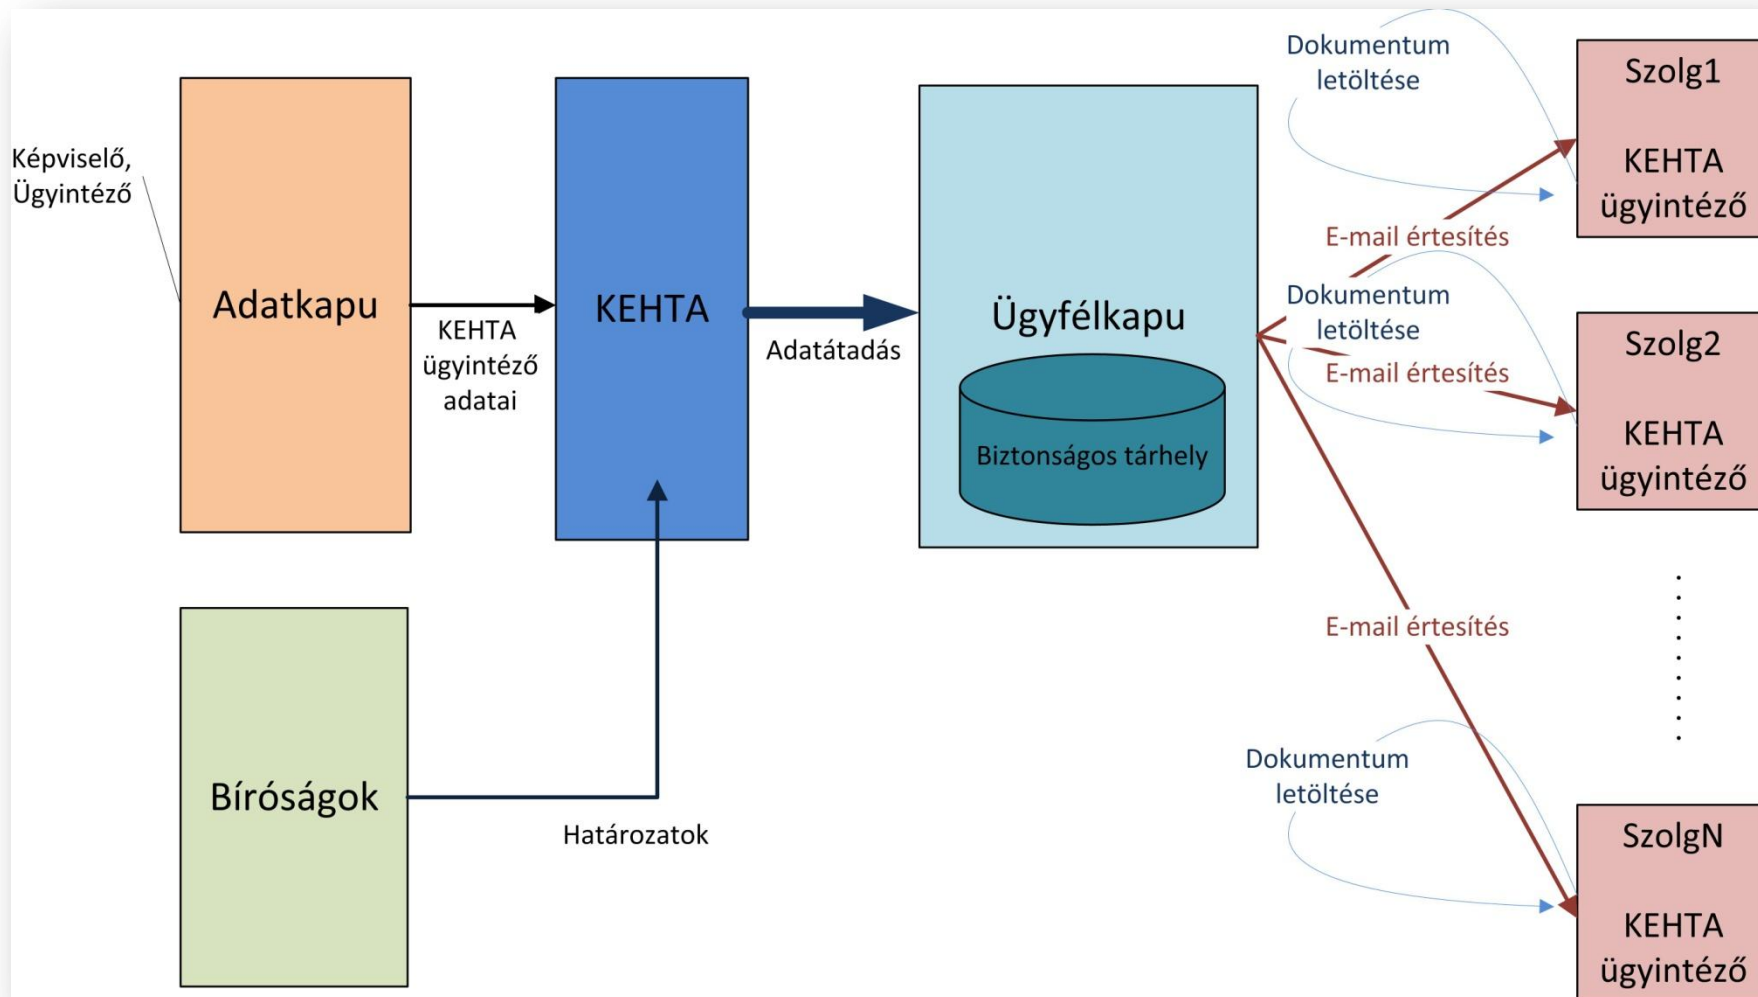 Képviselő,
Ügyintéző
Adatkapu
KEHTA
ügyintéző
adatai
KEHTA
Adatátadás
Ügyfélkapu
Biztonságos tárhely
Bíróságok
Határozatok
Dokumentum
letöltése
E-mail értesítés
Szolg1
KEHTA
ügyintéző
Dokumentum
letöltése
E-mail értesítés
Szolg2
KEHTA
ügyintéző
E-mail értesítés
Dokumentum
letöltése
SzolgN
KEHTA
ügyintéző